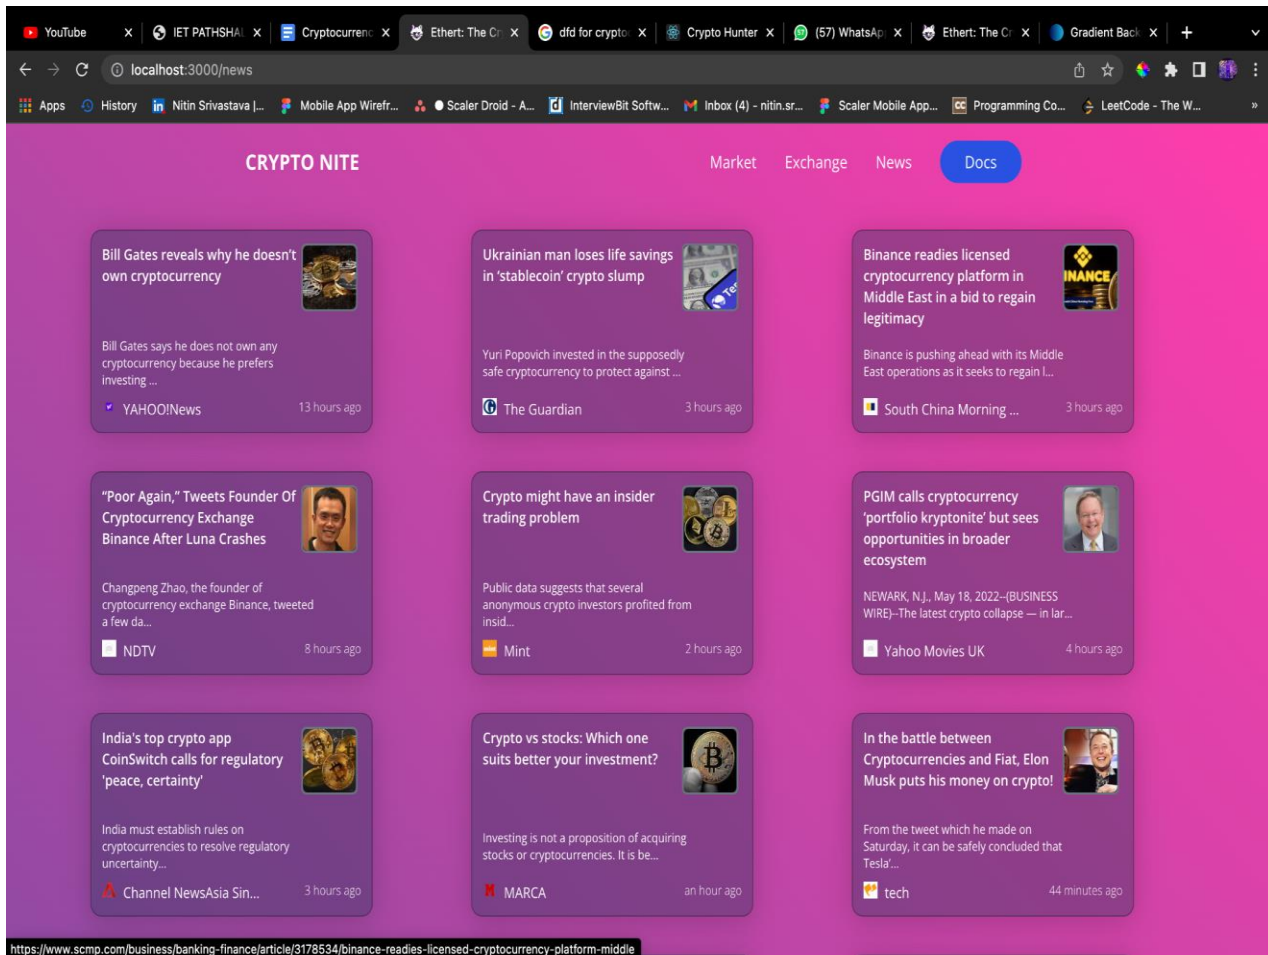 YouTube
IET PATHSHAL
Cryptocurrenc
Ethert: The Cr
dfd for crypto
Crypto Hunter
(57) WhatsAp
Ethert: The Cr
Gradient Back
localhost:3000/news
Apps
History
in Nitin Srivastava |...
Mobile App Wirefr...
Scaler Droid - A...
InterviewBit Softw...
Inbox (4) - nitin.sr...
Scaler Mobile App...
CC Programming Co...
LeetCode - The W...
»
CRYPTO NITE
Market
Exchange
News
Docs
Bill Gates reveals why he doesn't
own cryptocurrency
Bill Gates says he does not own any
cryptocurrency because he prefers
investing ...
YAHOO!News
13 hours ago
Ukrainian man loses life savings
in ‘stablecoin’ crypto slump
Yuri Popovich invested in the supposedly
safe cryptocurrency to protect against ...
The Guardian
3 hours ago
Binance readies licensed
cryptocurrency platform in
Middle East in a bid to regain
legitimacy
INANCE
Binance is pushing ahead with its Middle
East operations as it seeks to regain l...
South China Morning ...
3 hours ago
“Poor Again,” Tweets Founder Of
Cryptocurrency Exchange
Binance After Luna Crashes
Changpeng Zhao, the founder of
cryptocurrency exchange Binance, tweeted
a few da...
NDTV
8 hours ago
Crypto might have an insider
trading problem
Public data suggests that several
anonymous crypto investors profited from
insid...
Mint
2 hours ago
PGIM calls cryptocurrency
‘portfolio kryptonite’ but sees
opportunities in broader
ecosystem
NEWARK, N.J., May 18, 2022--(BUSINESS
WIRE)--The latest crypto collapse — in lar...
Yahoo Movies UK
4 hours ago
India's top crypto app
CoinSwitch calls for regulatory
'peace, certainty'
India must establish rules on
cryptocurrencies to resolve regulatory
uncertainty...
Channel NewsAsia Sin...
3 hours ago
Crypto vs stocks: Which one
suits better your investment?
Investing is not a proposition of acquiring
stocks or cryptocurrencies. It is be...
MARCA
an hour ago
In the battle between
Cryptocurrencies and Fiat, Elon
Musk puts his money on crypto!
From the tweet which he made on
Saturday, it can be safely concluded that
Tesla'...
tech
44 minutes ago
https://www.scmp.com/business/banking-finance/article/3178534/binance-readies-licensed-cryptocurrency-platform-middle